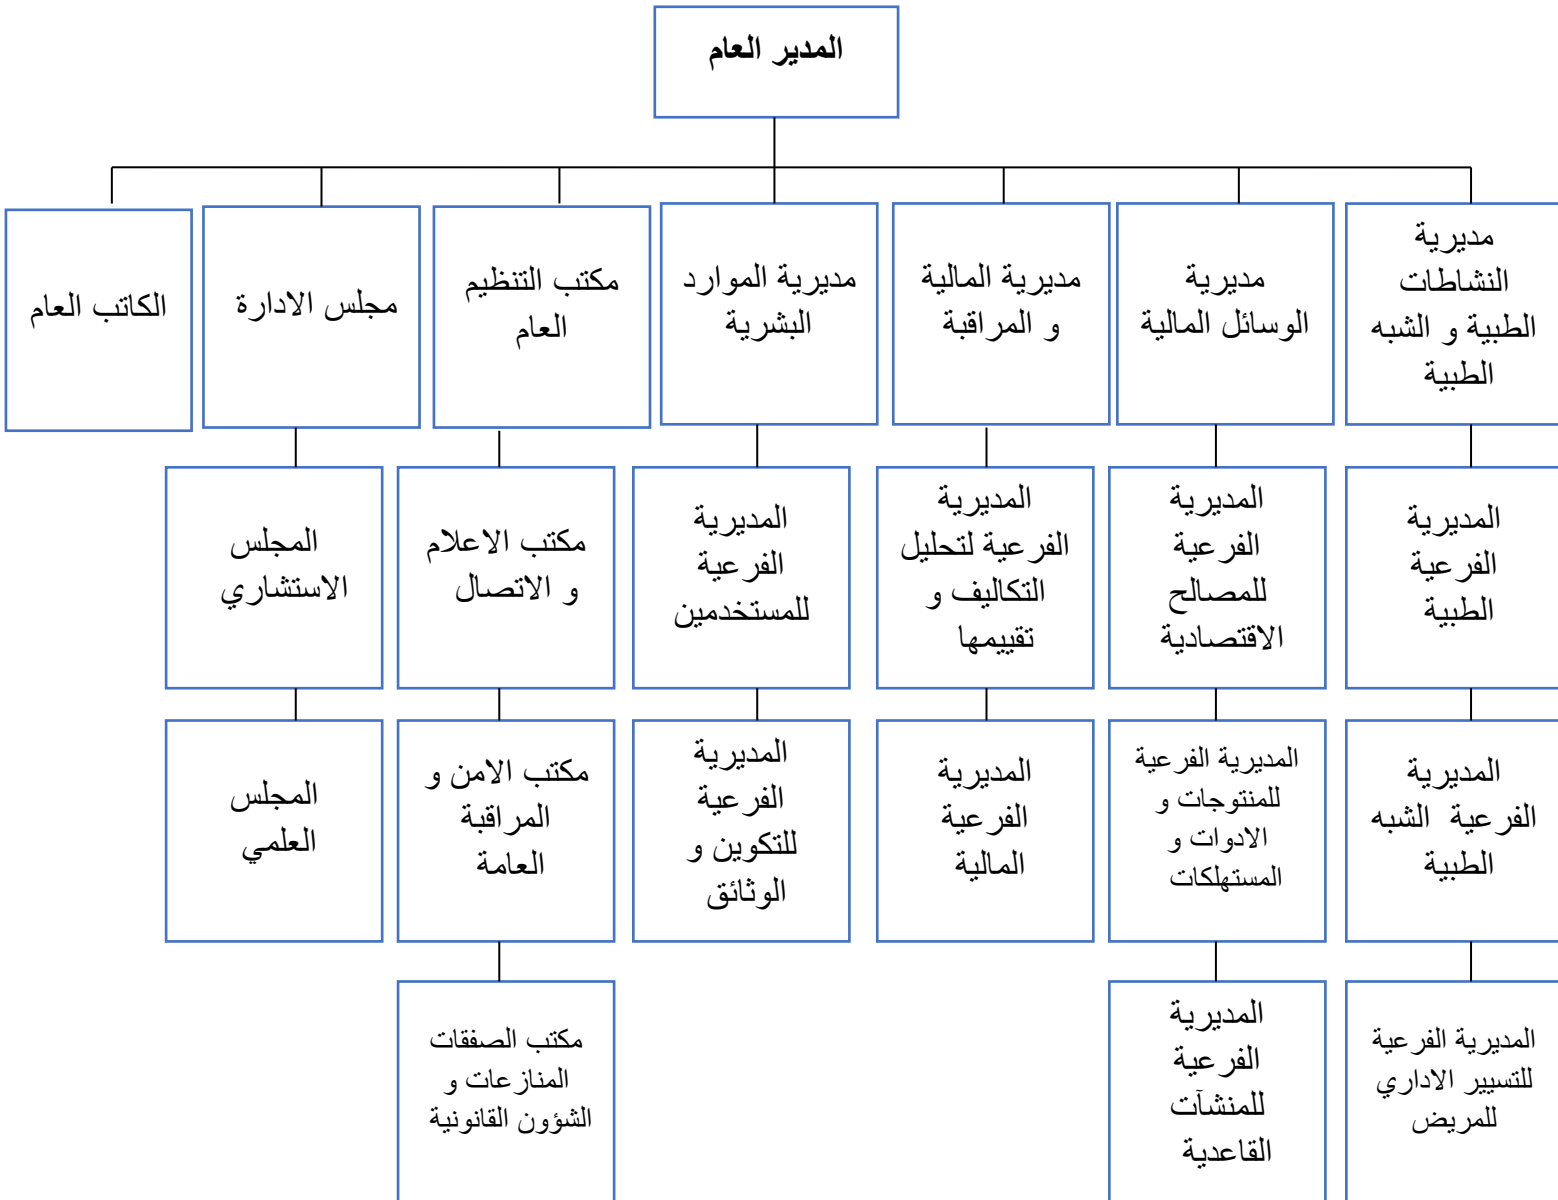 المدير العام
مديرية
النشاطات
الطبية و الشبه
الطبية
مديرية
الوسائل المالية
مديرية المالية
و المراقبة
مديرية الموارد
البشرية
مكتب التنظيم
العام
مجلس الادارة
الكاتب العام
المديرية
الفرعية
الطبية
المديرية
الفرعية
للمصالح
الاقتصادية
المديرية
الفرعية لتحليل
التكاليف و
تقييمها
المديرية
الفرعية
للمستخدمين
مكتب الاعلام
و الاتصال
المجلس
الاستشاري
المديرية
الفرعية الشبه
الطبية
المديرية الفرعية
للمنتوجات و
الادوات و
المستهلكات
المديرية
الفرعية
المالية
المديرية
الفرعية
للتكوين و
الوثائق
مكتب الامن و
المراقبة
العامة
المجلس
العلمي
المديرية الفرعية
للتسيير الاداري
للمريض
المديرية
الفرعية
للمنشآت
القاعدية
مكتب الصفقات
المنازعات و
الشؤون القانونية